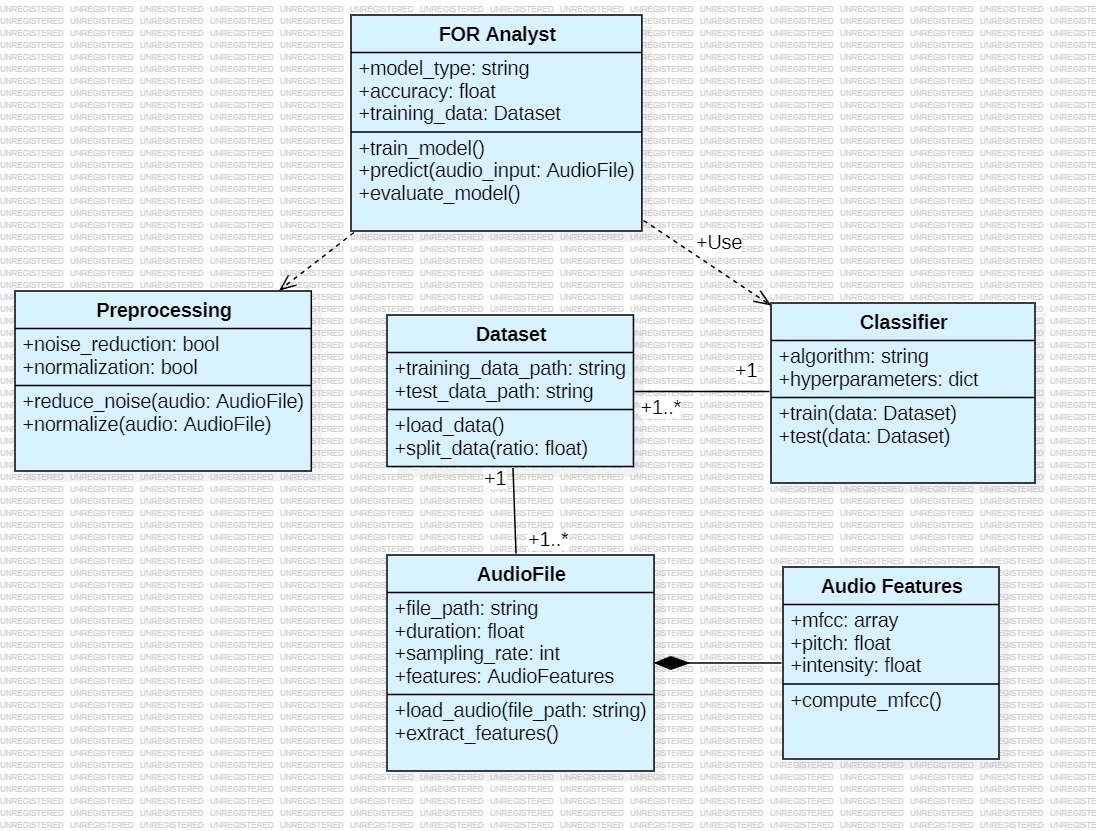 FOR Analyst
+model_type: string
+accuracy: float
+training_data: Dataset
+train_model()
+predict(audio_input: AudioFile)
+evaluate_model()
+Use
Preprocessing
+noise_reduction: bool
+normalization: bool
+reduce_noise(audio: AudioFile)
+normalize(audio: AudioFile)
Dataset
+training_data_path: string
+test_data_path: string
+load_data()
+split_data(ratio: float)
+1
+1..*
Classifier
+algorithm: string
+hyperparameters: dict
+train(data: Dataset)
+test(data: Dataset)
+1
+1..*
AudioFile
+file_path: string
+duration: float
+sampling_rate: int
+features: AudioFeatures
+load_audio(file_path: string)
+extract_features()
Audio Features
+mfcc: array
+pitch: float
+intensity: float
+compute_mfcc()
UNREGISTERED